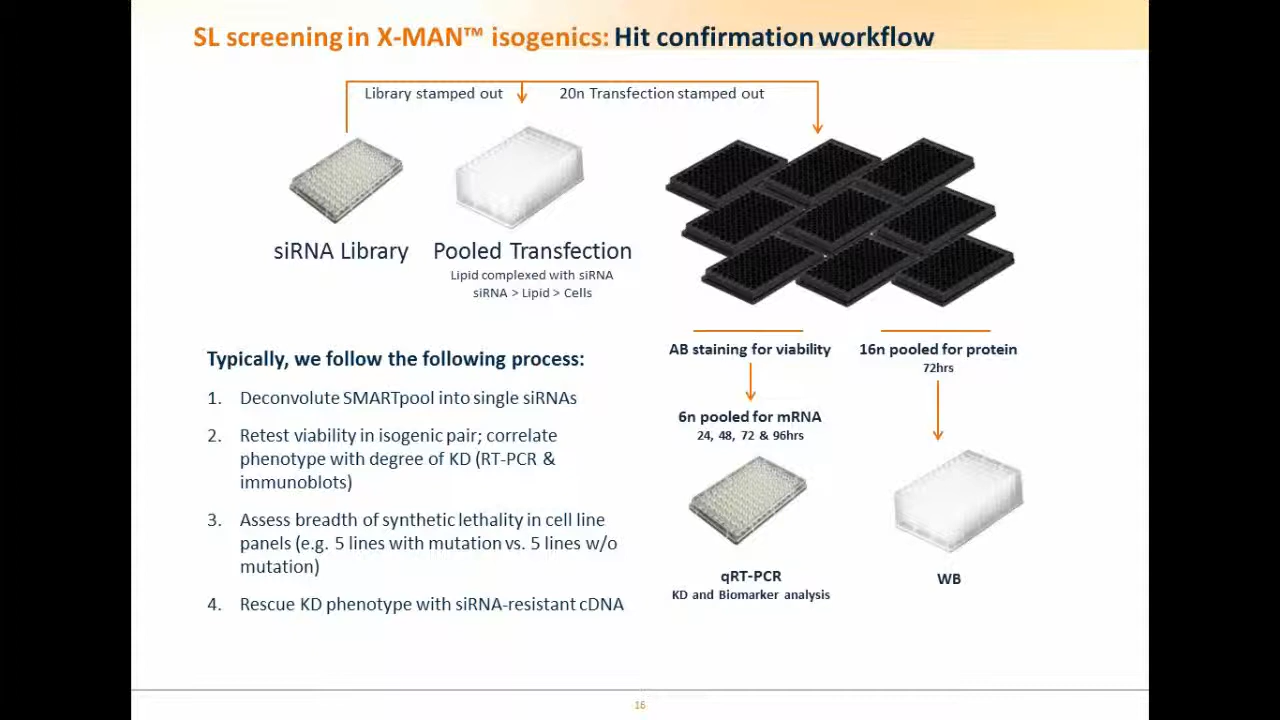 SL screening in X-MAN™ isogenics: Hit confirmation workflow
Library stamped out
20n Transfection stamped out
siRNA Library
Pooled Transfection
Lipid complexed with siRNA
siRNA > Lipid > Cells
AB staining for viability
16n pooled for protein
72hrs
6n pooled for mRNA
24, 48, 72 & 96hrs
qRT-PCR
KD and Biomarker analysis
WB
Typically, we follow the following process:
1. Deconvolute SMARTpool into single siRNAs
2. Retest viability in isogenic pair; correlate
phenotype with degree of KD (RT-PCR &
immunoblots)
3. Assess breadth of synthetic lethality in cell line
panels (e.g. 5 lines with mutation vs. 5 lines w/o
mutation)
4. Rescue KD phenotype with siRNA-resistant cDNA
16